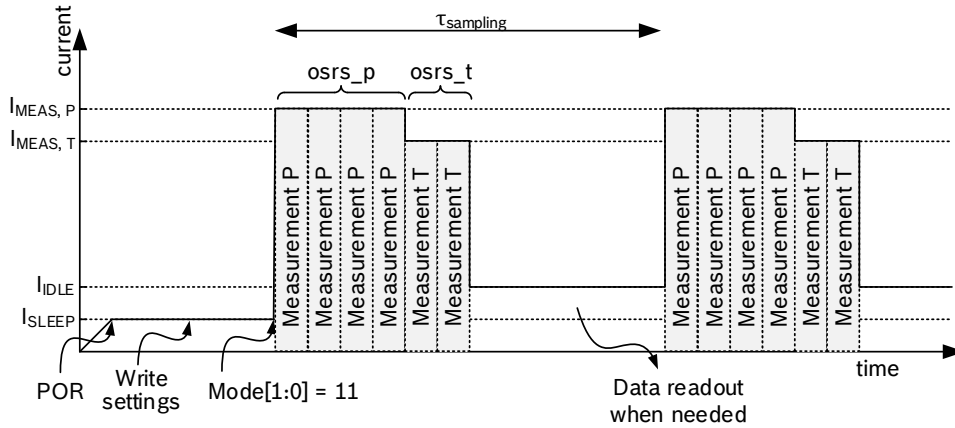 current
τsampling
osrs_p
osrs_t
IMEAS, P
IMEAS, T
IIDLE
ISLEEP
Measurement P
Measurement P
Measurement P
Measurement P
Measurement T
Measurement T
Measurement P
Measurement P
Measurement P
Measurement P
Measurement T
Measurement T
time
POR
Write
settings
Mode[1:0] = 11
Data readout
when needed